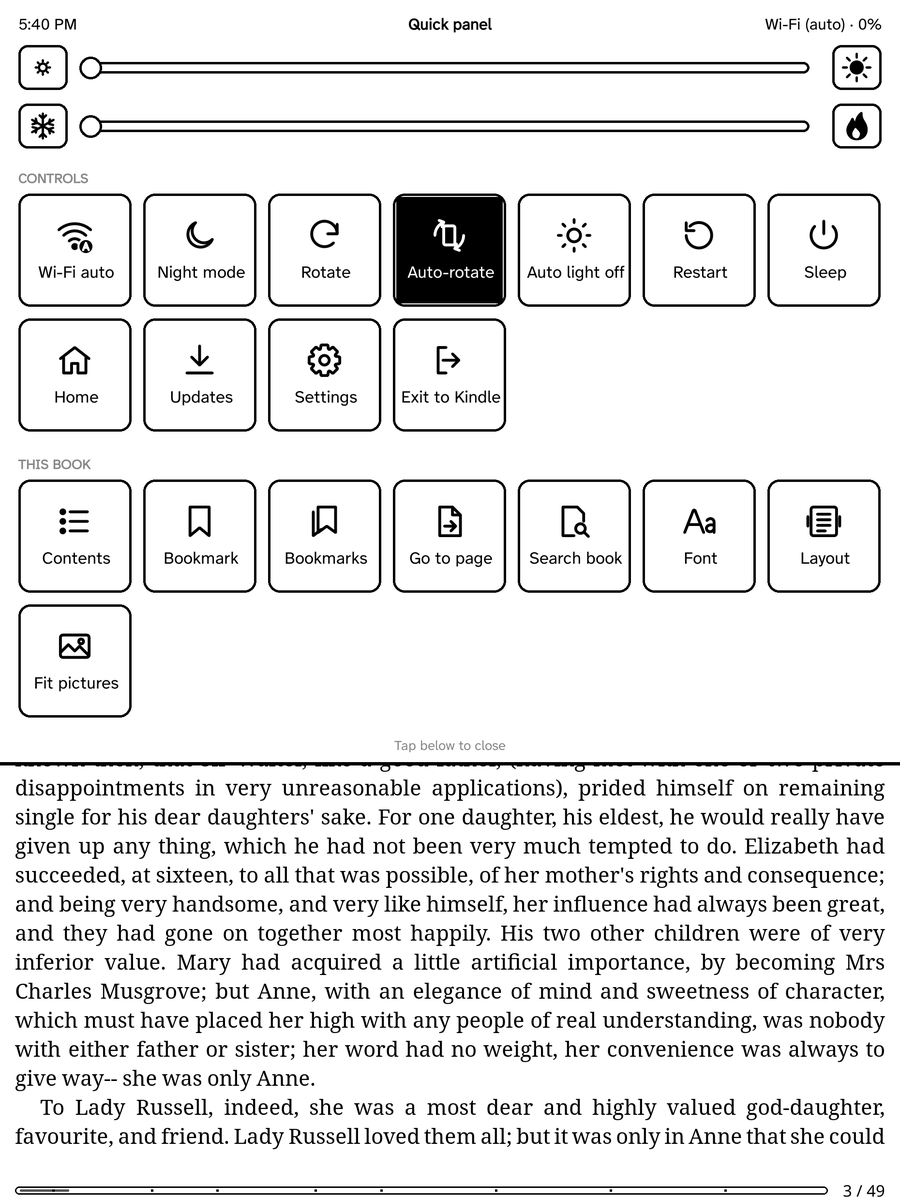 5:40 PM Quick panel Wi-Fi (auto) · 0%
CONTROLS
Wi-Fi auto Night mode Rotate Auto-rotate Auto light off Restart Sleep
Home Updates Settings Exit to Kindle
THIS BOOK
Contents Bookmark Bookmarks Go to page Search book Font Layout
Fit pictures
Tap below to close
disappointments in very unreasonable applications), prided himself on remaining
single for his dear daughters' sake. For one daughter, his eldest, he would really have
given up any thing, which he had not been very much tempted to do. Elizabeth had
succeeded, at sixteen, to all that was possible, of her mother's rights and consequence;
and being very handsome, and very like himself, her influence had always been great,
and they had gone on together most happily. His two other children were of very
inferior value. Mary had acquired a little artificial importance, by becoming Mrs
Charles Musgrove; but Anne, with an elegance of mind and sweetness of character,
which must have placed her high with any people of real understanding, was nobody
with either father or sister; her word had no weight, her convenience was always to
give way-- she was only Anne.
To Lady Russell, indeed, she was a most dear and highly valued god-daughter,
favourite, and friend. Lady Russell loved them all; but it was only in Anne that she could
3 / 49